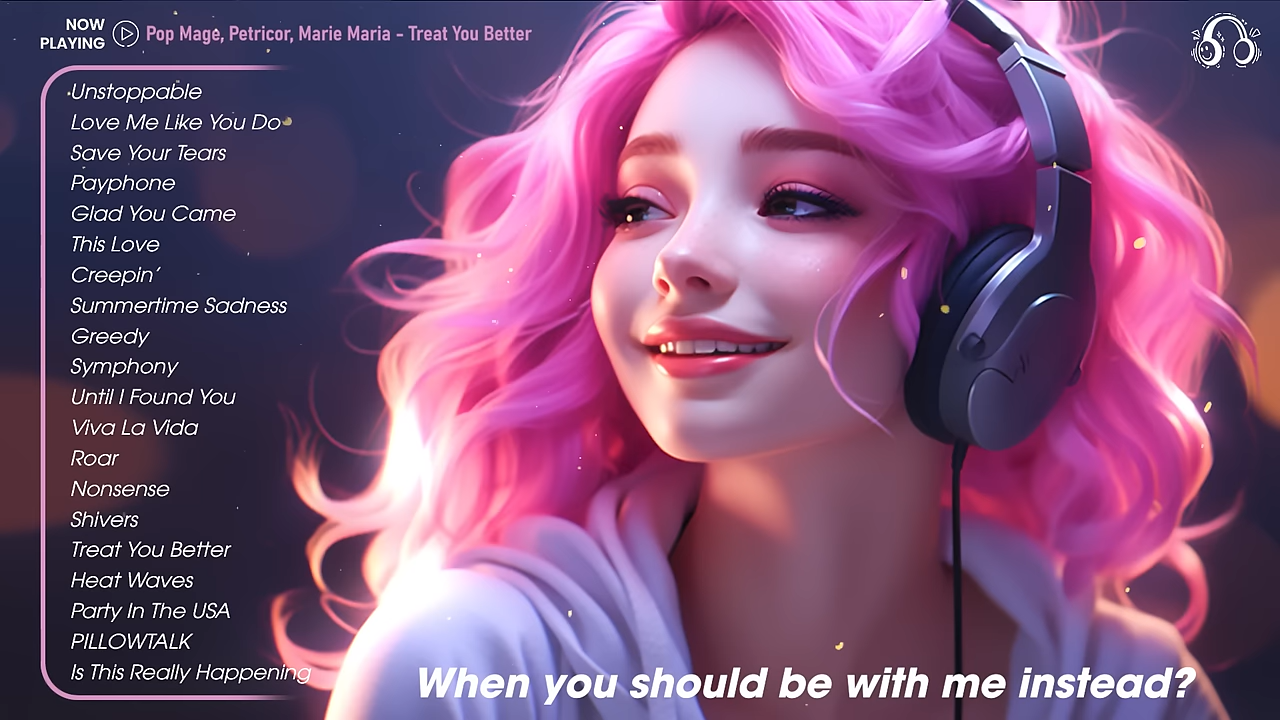 NOW
PLAYING
Pop Mage, Petricor, Marie Maria - Treat You Better
Unstoppable
Love Me Like You Do
Save Your Tears
Payphone
Glad You Came
This Love
Creepin'
Summertime Sadness
Greedy
Symphony
Until I Found You
Viva La Vida
Roar
Nonsense
Shivers
Treat You Better
Heat Waves
Party In The USA
PILLOWTALK
Is This Really Happening
When you should be with me instead?